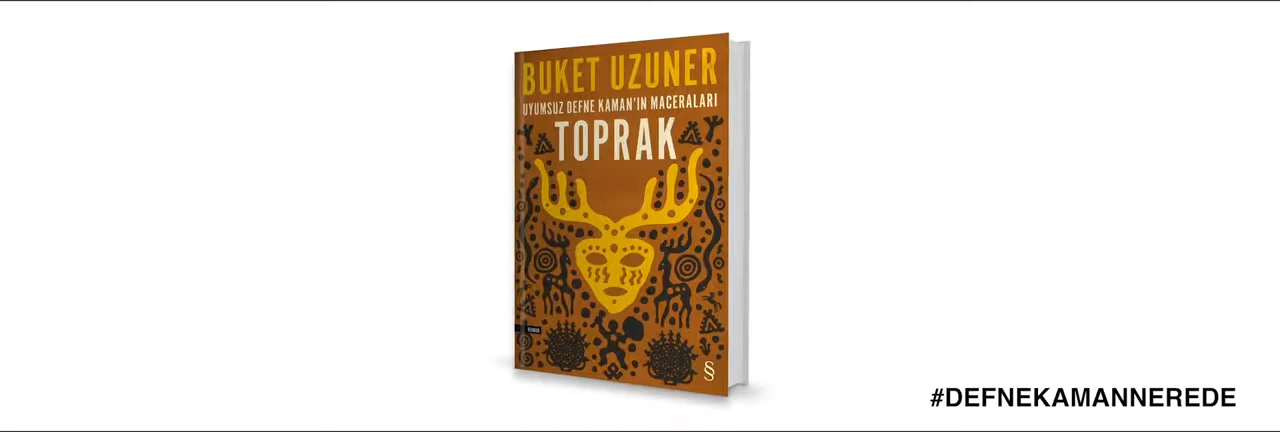 BUKET UZUNER
UYUMSUZ DEFNE KAMAN'IN MACERALARI
TOPRAK
#DEFNEKAMANNEREDE